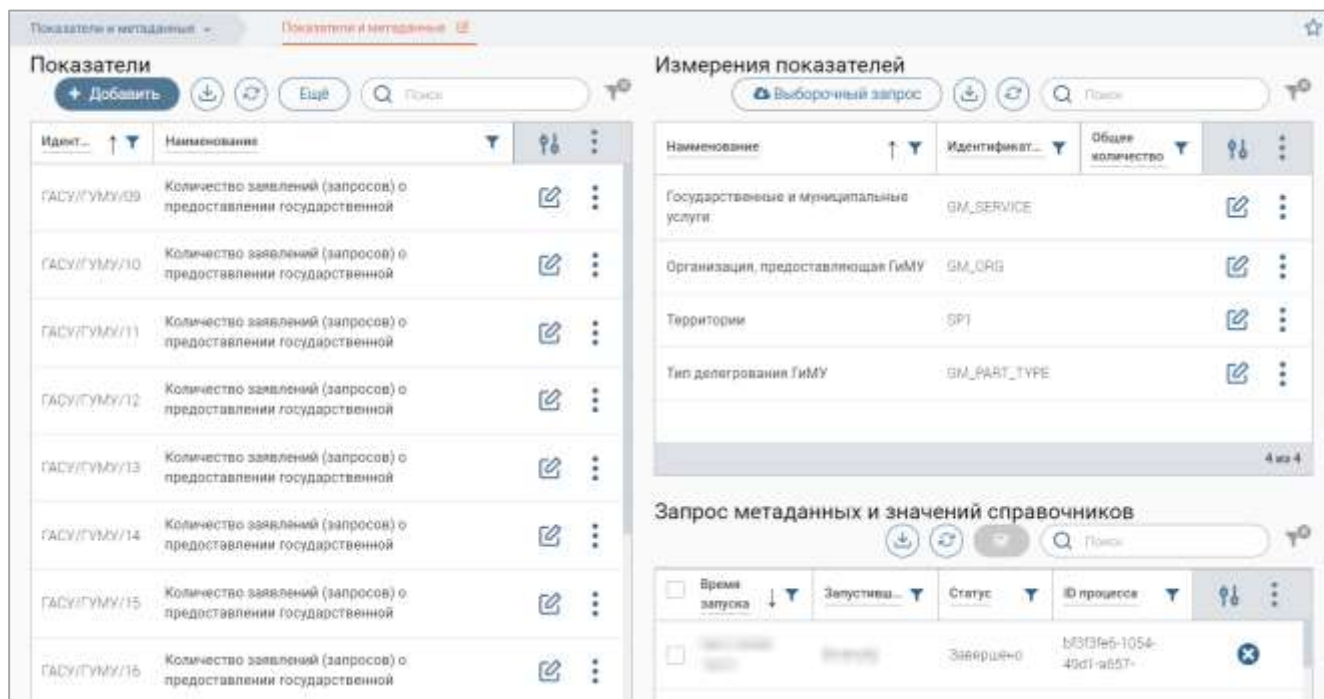 Показатели и метаданные
Показатели и метаданные
Показатели
+ Добавить
Ещё
Поиск
Идент...
Наименование
ГАСУ/ГУМУ/09
Количество заявлений (запросов) о
предоставлении государственной
ГАСУ/ГУМУ/10
Количество заявлений (запросов) о
предоставлении государственной
ГАСУ/ГУМУ/11
Количество заявлений (запросов) о
предоставлении государственной
ГАСУ/ГУМУ/12
Количество заявлений (запросов) о
предоставлении государственной
ГАСУ/ГУМУ/13
Количество заявлений (запросов) о
предоставлении государственной
ГАСУ/ГУМУ/14
Количество заявлений (запросов) о
предоставлении государственной
ГАСУ/ГУМУ/15
Количество заявлений (запросов) о
предоставлении государственной
ГАСУ/ГУМУ/16
Количество заявлений (запросов) о
предоставлении государственной
Измерения показателей
Выборочный запрос
Поиск
Наименование
Идентификат...
Общее
количество
Государственные и муниципальные
услуги
GM_SERVICE
Организация, предоставляющая ГиМУ
GM_ORG
Территории
SP1
Тип делегрования ГиМУ
GM_PART_TYPE
4 из 4
Запрос метаданных и значений справочников
Поиск
Время
запуска
Запустивш...
Статус
ID процесса
Завершено
bf3f3fe6-1054-
49d1-a657-